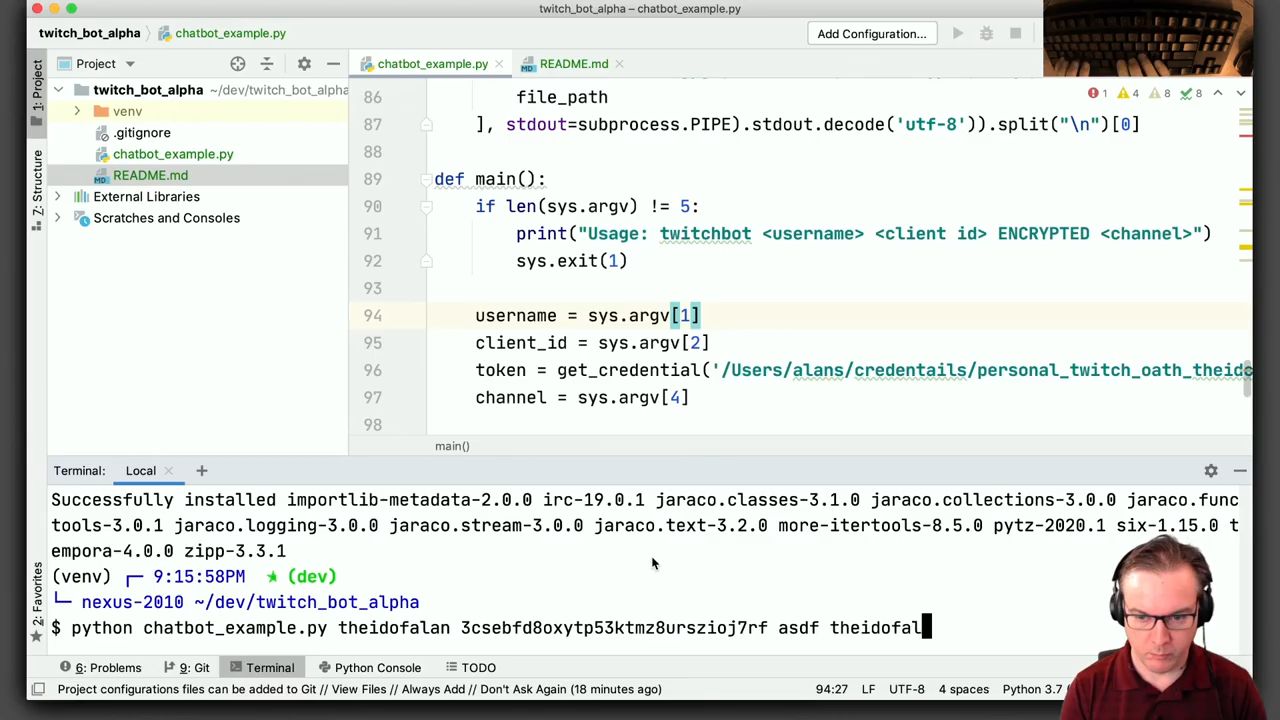 twitch_bot_alpha – chatbot_example.py
twitch_bot_alpha chatbot_example.py Add Configuration...
1: Project
Project
chatbot_example.py README.md
twitch_bot_alpha ~/dev/twitch_bot_alpha
venv
.gitignore
chatbot_example.py
README.md
External Libraries
Scratches and Consoles
Z: Structure
1 4 8 8
86 file_path
87 ], stdout=subprocess.PIPE).stdout.decode('utf-8')).split("\n")[0]
88
89 def main():
90 if len(sys.argv) != 5:
91 print("Usage: twitchbot <username> <client id> ENCRYPTED <channel>")
92 sys.exit(1)
93
94 username = sys.argv[1]
95 client_id = sys.argv[2]
96 token = get_credential('/Users/alans/credentails/personal_twitch_oath_theido
97 channel = sys.argv[4]
98
main()
Terminal: Local
Successfully installed importlib-metadata-2.0.0 irc-19.0.1 jaraco.classes-3.1.0 jaraco.collections-3.0.0 jaraco.func
tools-3.0.1 jaraco.logging-3.0.0 jaraco.stream-3.0.0 jaraco.text-3.2.0 more-itertools-8.5.0 pytz-2020.1 six-1.15.0 t
empora-4.0.0 zipp-3.3.1
(venv) 9:15:58PM ★ (dev)
nexus-2010 ~/dev/twitch_bot_alpha
$ python chatbot_example.py theidofalan 3csebfd8oxytp53ktmz8urszioj7rf asdf theidofal
2: Favorites
6: Problems 9: Git Terminal Python Console TODO
Project configurations files can be added to Git // View Files // Always Add // Don't Ask Again (18 minutes ago) 94:27 LF UTF-8 4 spaces Python 3.7